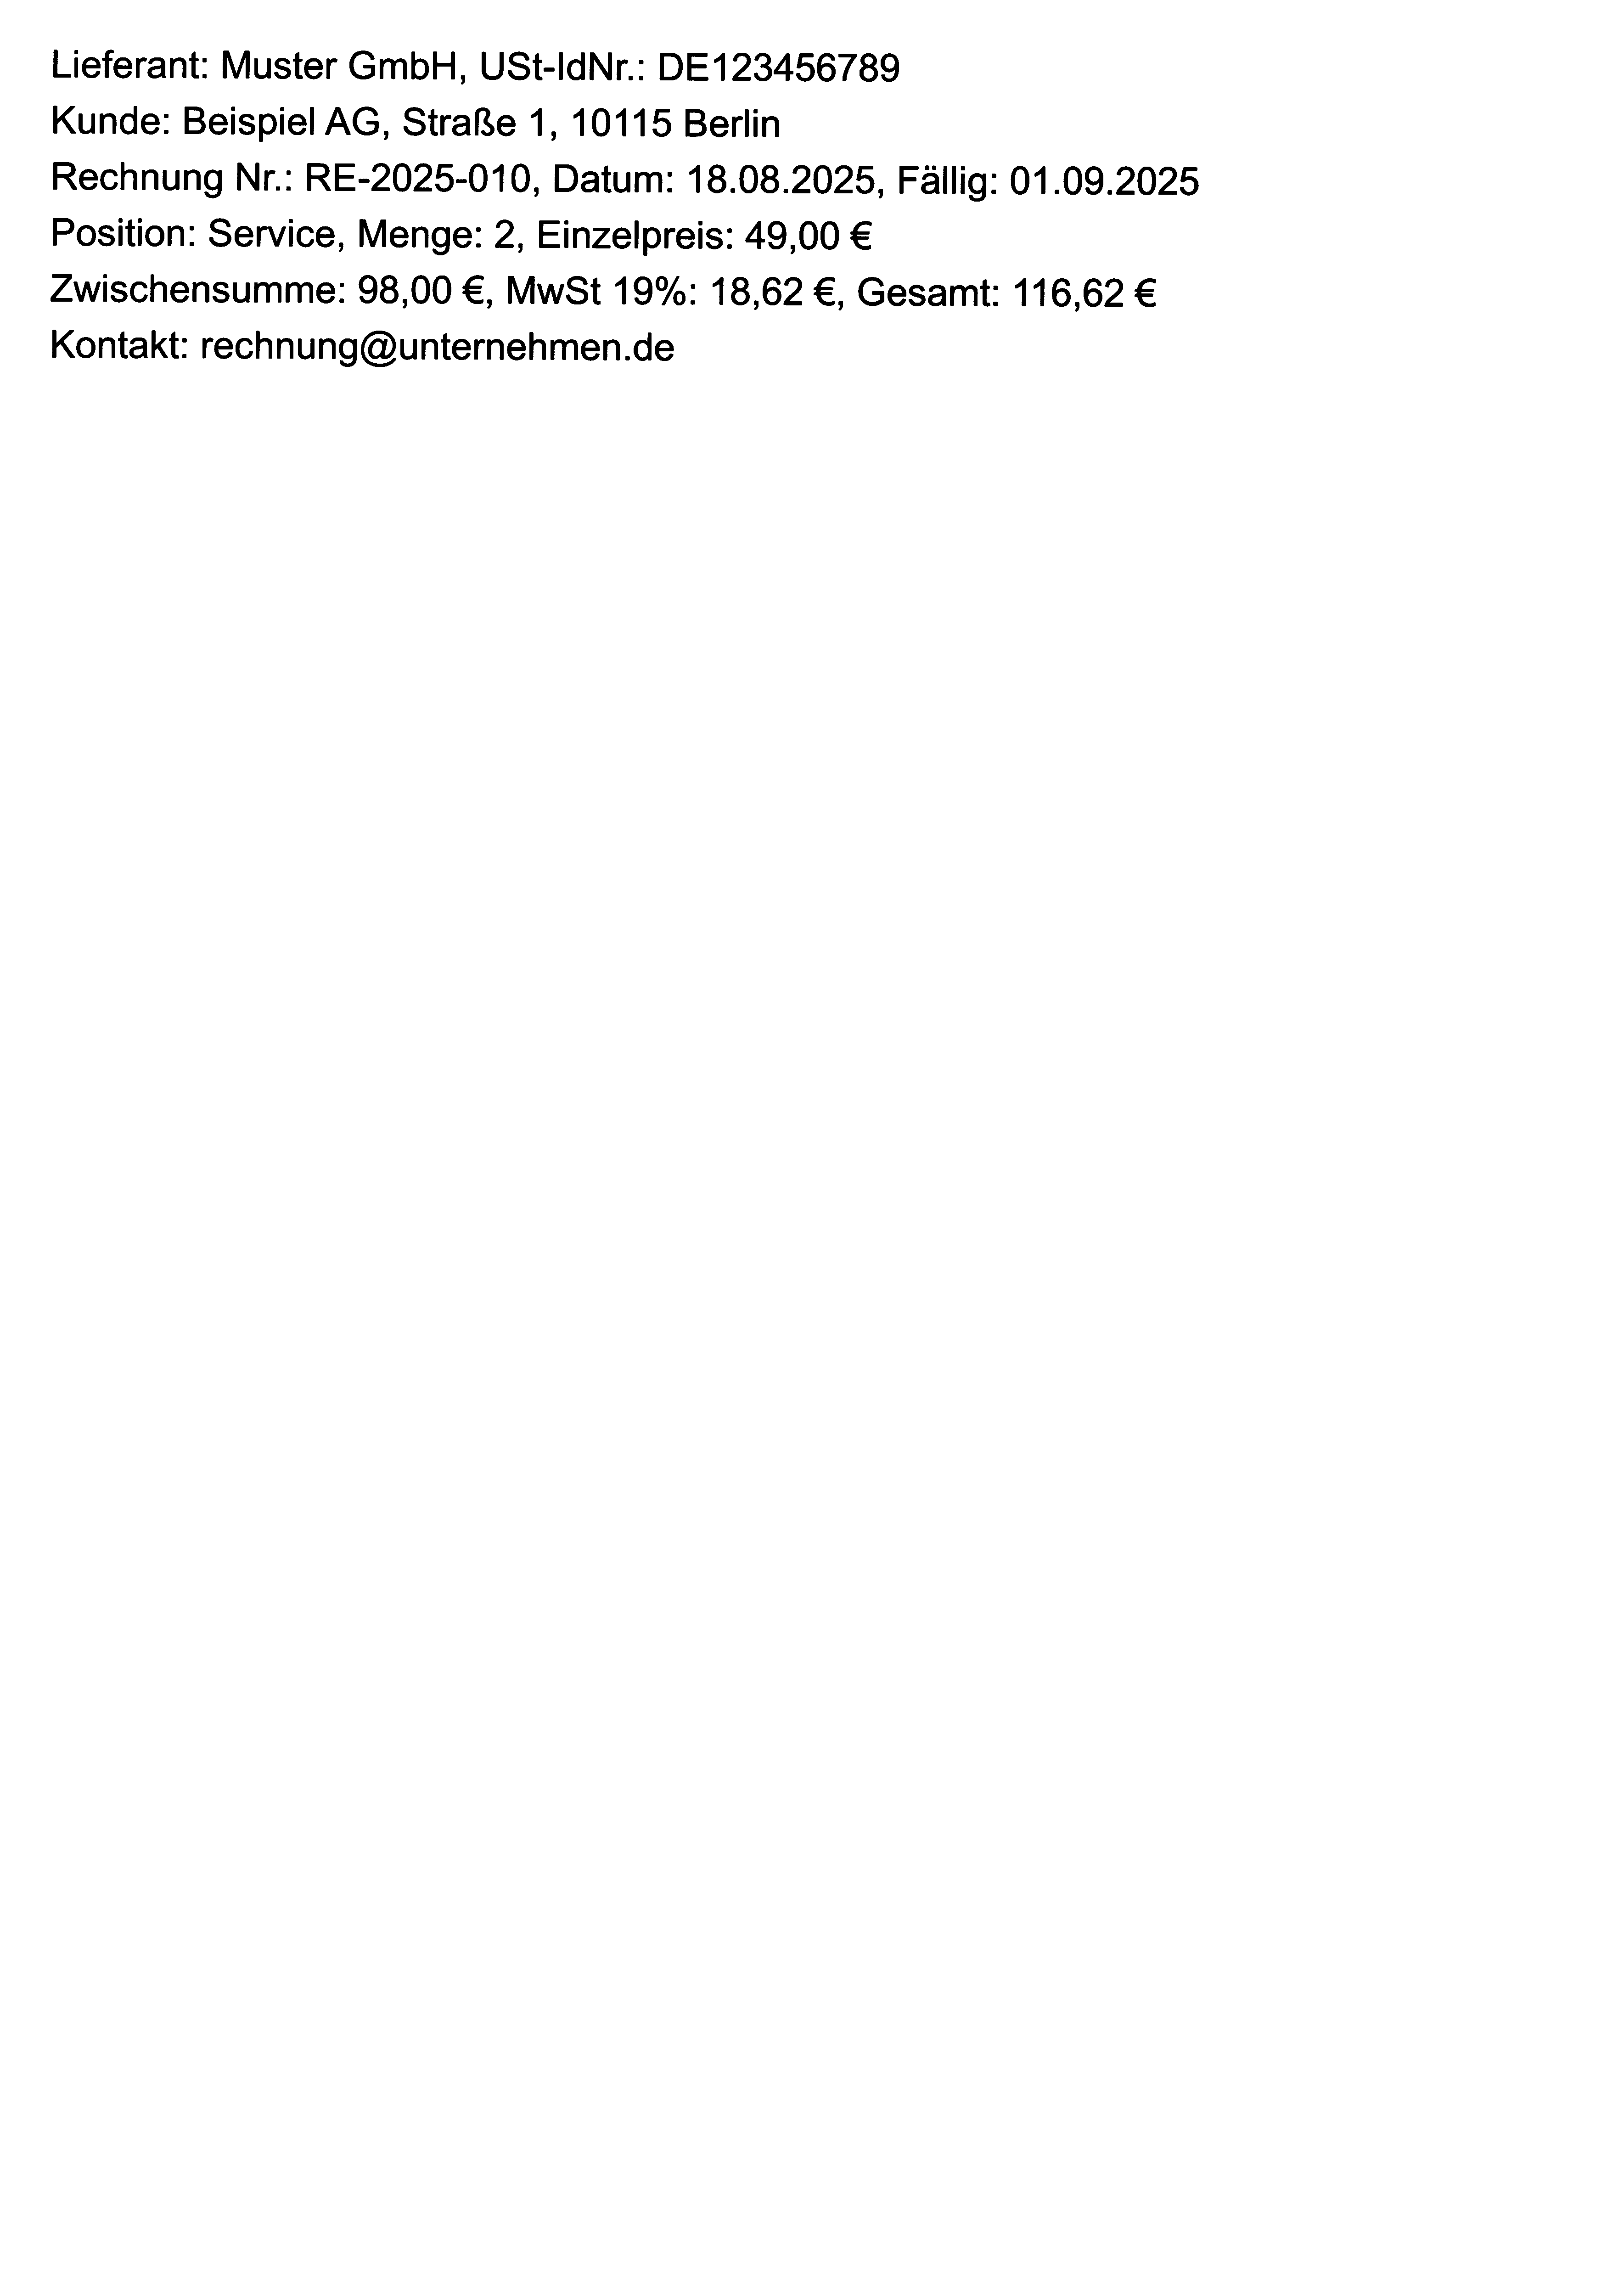 Lieferant: Muster GmbH, USt-IdNr.: DE123456789
Kunde: Beispiel AG, Straße 1, 10115 Berlin
Rechnung Nr.: RE-2025-010, Datum: 18.08.2025, Fällig: 01.09.2025
Position: Service, Menge: 2, Einzelpreis: 49,00 €
Zwischensumme: 98,00 €, MwSt 19%: 18,62 €, Gesamt: 116,62 €
Kontakt: rechnung@unternehmen.de